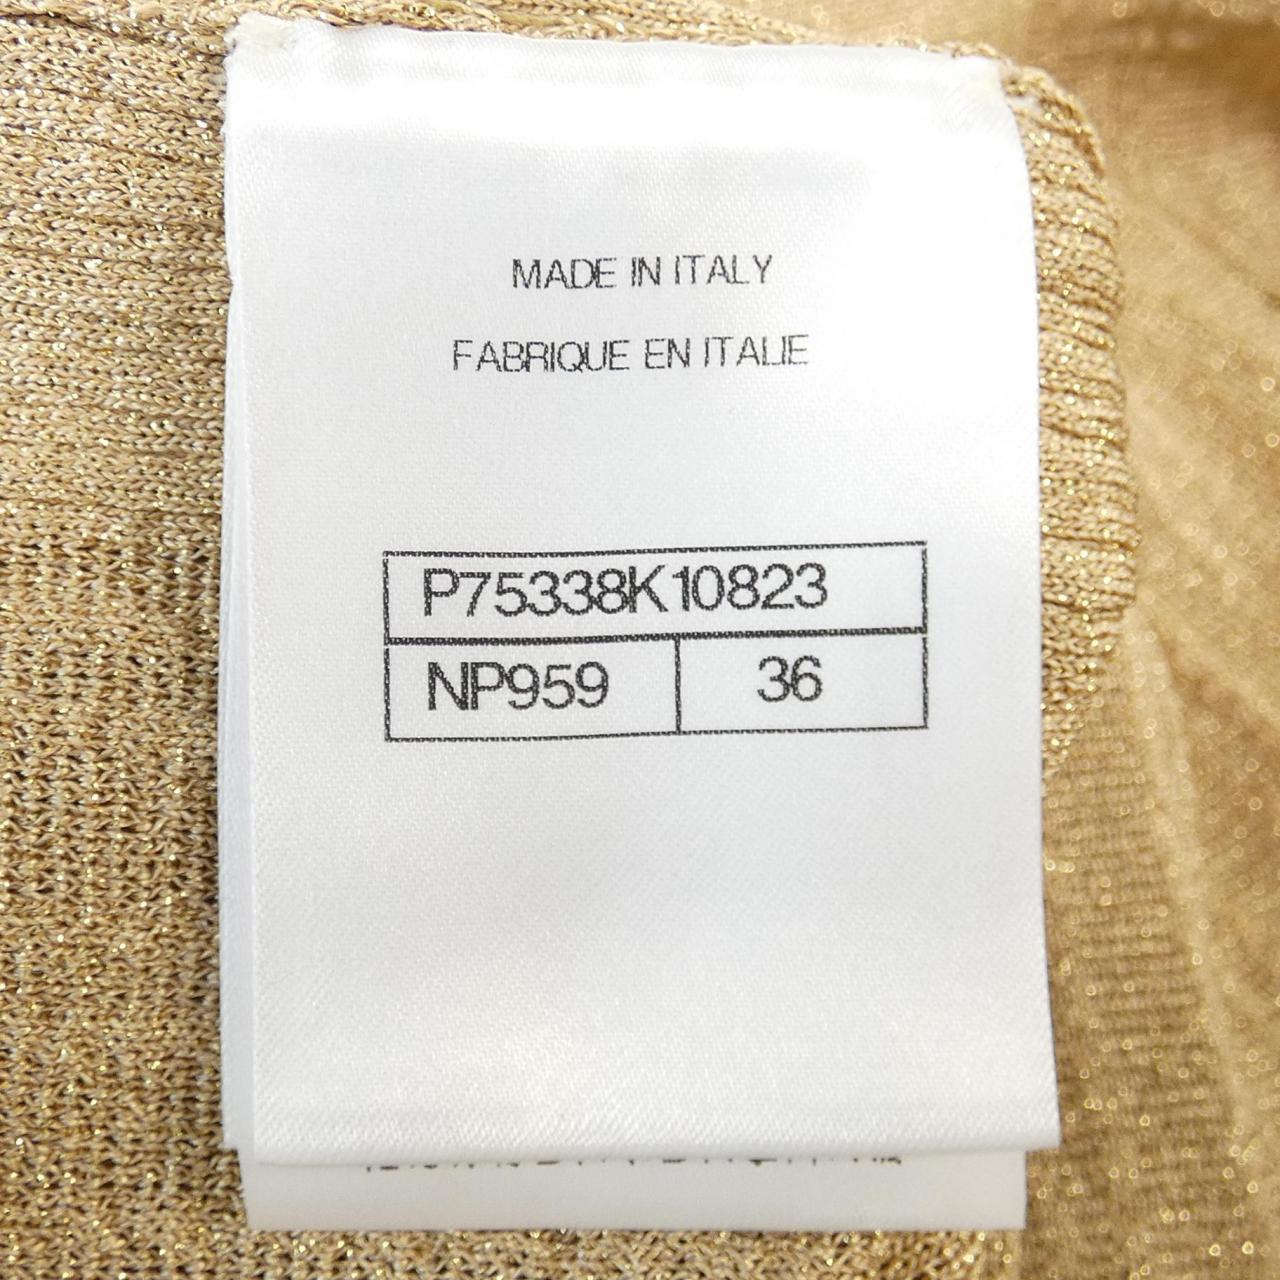 MADE IN ITALY
FABRIQUE EN ITALIE
P75338K10823
NP959 36